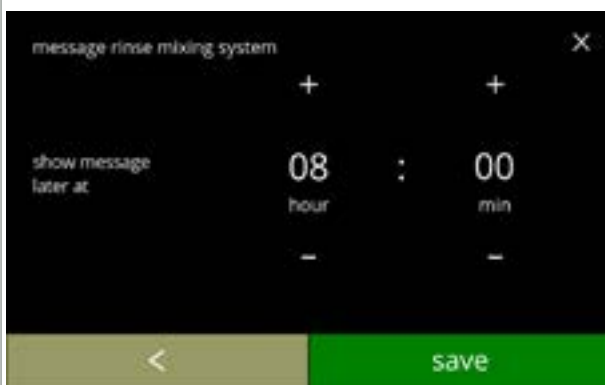 message rinse mixing system
×
+ +
show message
later at
08 : 00
hour min
– –
< save